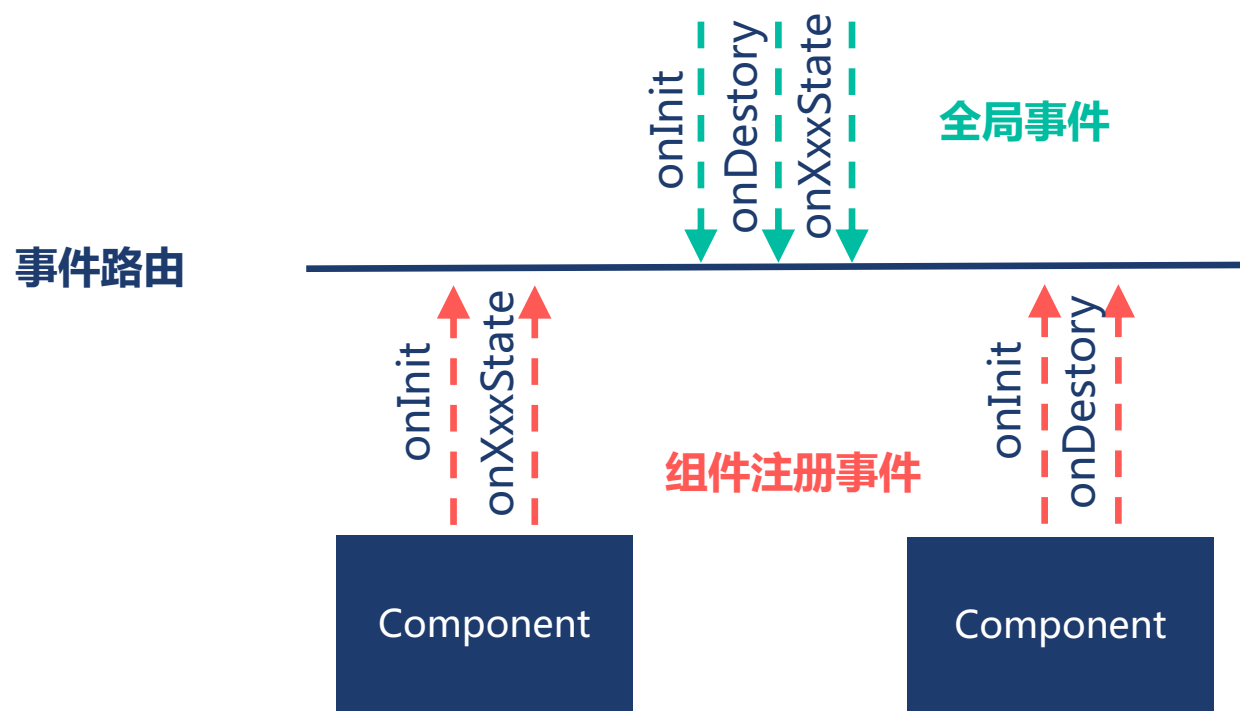 onInit
onDestory
onXxxState
全局事件
事件路由
onInit
onXxxState
onInit
onDestory
组件注册事件
Component
Component